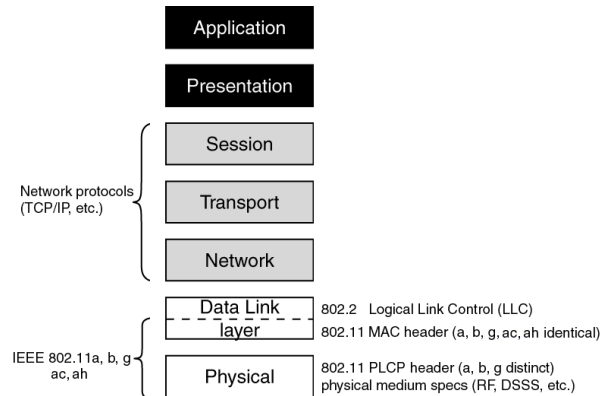 Application
Presentation
Session
Network protocols
(TCP/IP, etc.)
Transport
Network
Data Link
layer
802.2 Logical Link Control (LLC)
802.11 MAC header (a, b, g, ac, ah identical)
IEEE 802.11a, b, g
ac, ah
Physical
802.11 PLCP header (a, b, g distinct)
physical medium specs (RF, DSSS, etc.)